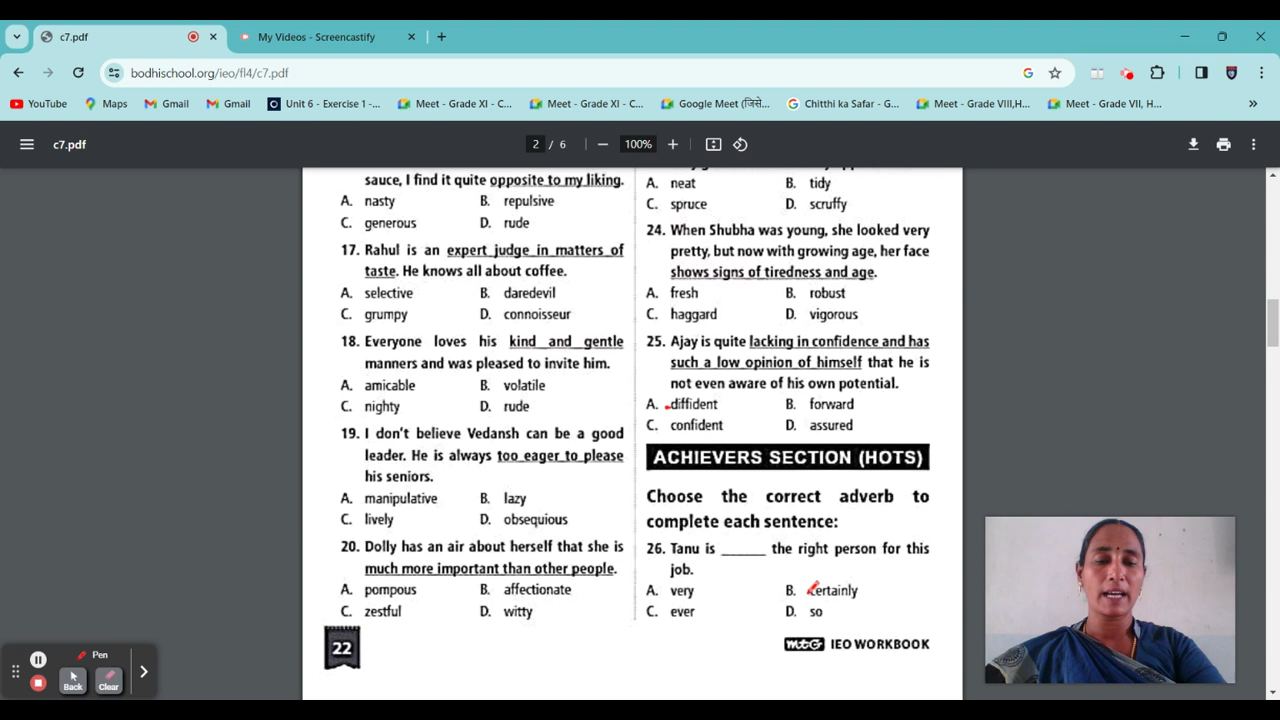 c7.pdf
My Videos - Screencastify
bodhischool.org/ieo/fl4/c7.pdf
YouTube Maps Gmail Gmail Unit 6 - Exercise 1 -... Meet - Grade XI - C... Meet - Grade XI - C... Google Meet (जिसे... Chitthi ka Safar - G... Meet - Grade VIII,H... Meet - Grade VII, H...
c7.pdf 2 / 6 100%
sauce, I find it quite opposite to my liking.
A. nasty B. repulsive
C. generous D. rude
17. Rahul is an expert judge in matters of
taste. He knows all about coffee.
A. selective B. daredevil
C. grumpy D. connoisseur
18. Everyone loves his kind and gentle
manners and was pleased to invite him.
A. amicable B. volatile
C. nighty D. rude
19. I don't believe Vedansh can be a good
leader. He is always too eager to please
his seniors.
A. manipulative B. lazy
C. lively D. obsequious
20. Dolly has an air about herself that she is
much more important than other people.
A. pompous B. affectionate
C. zestful D. witty
22
A. neat B. tidy
C. spruce D. scruffy
24. When Shubha was young, she looked very
pretty, but now with growing age, her face
shows signs of tiredness and age.
A. fresh B. robust
C. haggard D. vigorous
25. Ajay is quite lacking in confidence and has
such a low opinion of himself that he is
not even aware of his own potential.
A. diffident B. forward
C. confident D. assured
ACHIEVERS SECTION (HOTS)
Choose the correct adverb to
complete each sentence:
26. Tanu is ______ the right person for this
job.
A. very B. certainly
C. ever D. so
mtG IEO WORKBOOK
Pen
Back Clear